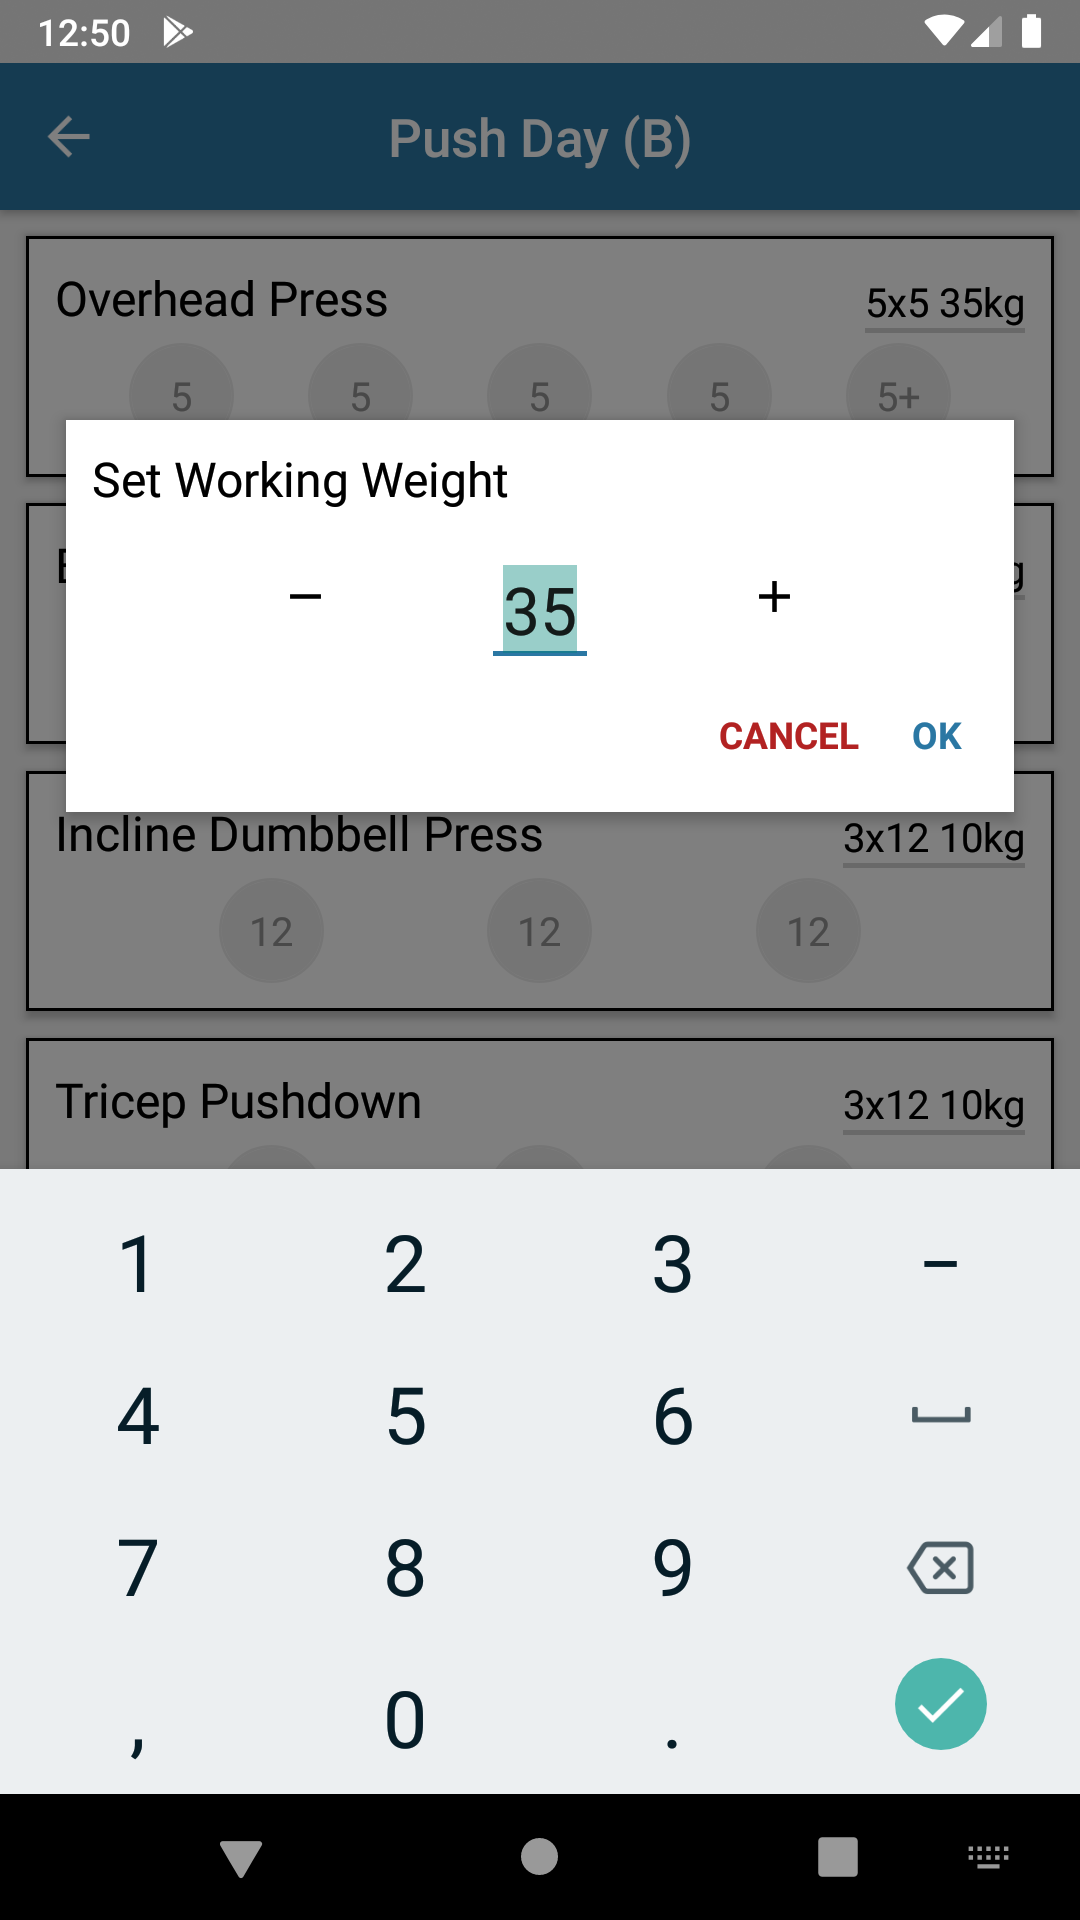 12:50
Push Day (B)
Overhead Press
5x5 35kg
5 5 5 5 5+
Set Working Weight
− 35 +
CANCEL OK
Incline Dumbbell Press
3x12 10kg
12 12 12
Tricep Pushdown
3x12 10kg
1 2 3 −
4 5 6
7 8 9
, 0 .